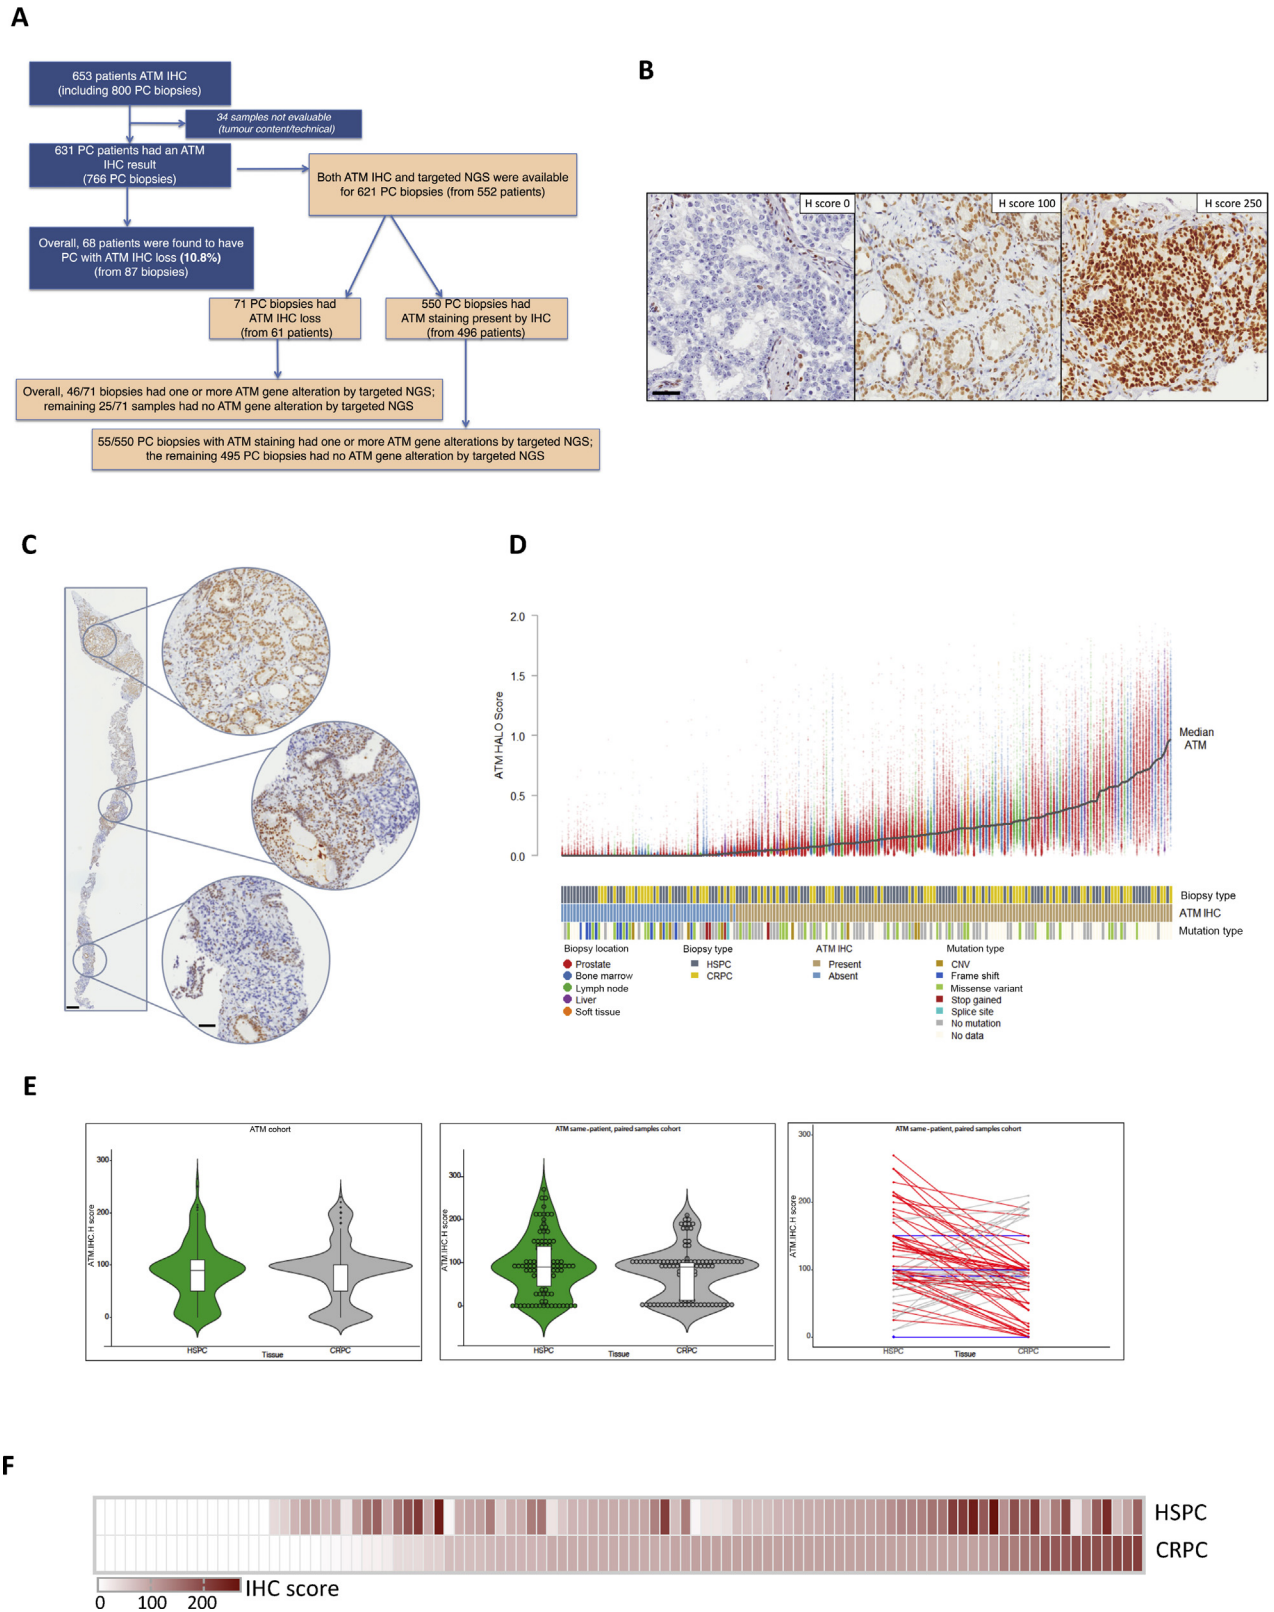 A
653 patients ATM IHC
(including 800 PC biopsies)
34 samples not evaluable
(tumour content/technical)
631 PC patients had an ATM
IHC result
(766 PC biopsies)
Both ATM IHC and targeted NGS were available
for 621 PC biopsies (from 552 patients)
Overall, 68 patients were found to have
PC with ATM IHC loss (10.8%)
(from 87 biopsies)
71 PC biopsies had
ATM IHC loss
(from 61 patients)
550 PC biopsies had
ATM staining present by IHC
(from 496 patients)
Overall, 46/71 biopsies had one or more ATM gene alteration by targeted NGS;
remaining 25/71 samples had no ATM gene alteration by targeted NGS
55/550 PC biopsies with ATM staining had one or more ATM gene alterations by targeted NGS;
the remaining 495 PC biopsies had no ATM gene alteration by targeted NGS
B
H score 0
H score 100
H score 250
C
D
2.0
1.5
1.0
0.5
0.0
ATM HALO Score
Median
ATM
Biopsy type
ATM IHC
Mutation type
Biopsy location
Prostate
Bone marrow
Lymph node
Liver
Soft tissue
Biopsy type
HSPC
CRPC
ATM IHC
Present
Absent
Mutation type
CNV
Frame shift
Missense variant
Stop gained
Splice site
No mutation
No data
E
ATM cohort
300
200
100
0
ATM.IHC.H score
HSPC
CRPC
Tissue
ATM same-patient, paired samples cohort
300
200
100
0
ATM.IHC.H score
HSPC
CRPC
Tissue
ATM same-patient, paired samples cohort
300
200
100
0
ATM.IHC.H score
HSPC
CRPC
Tissue
F
HSPC
CRPC
IHC score
0 100 200